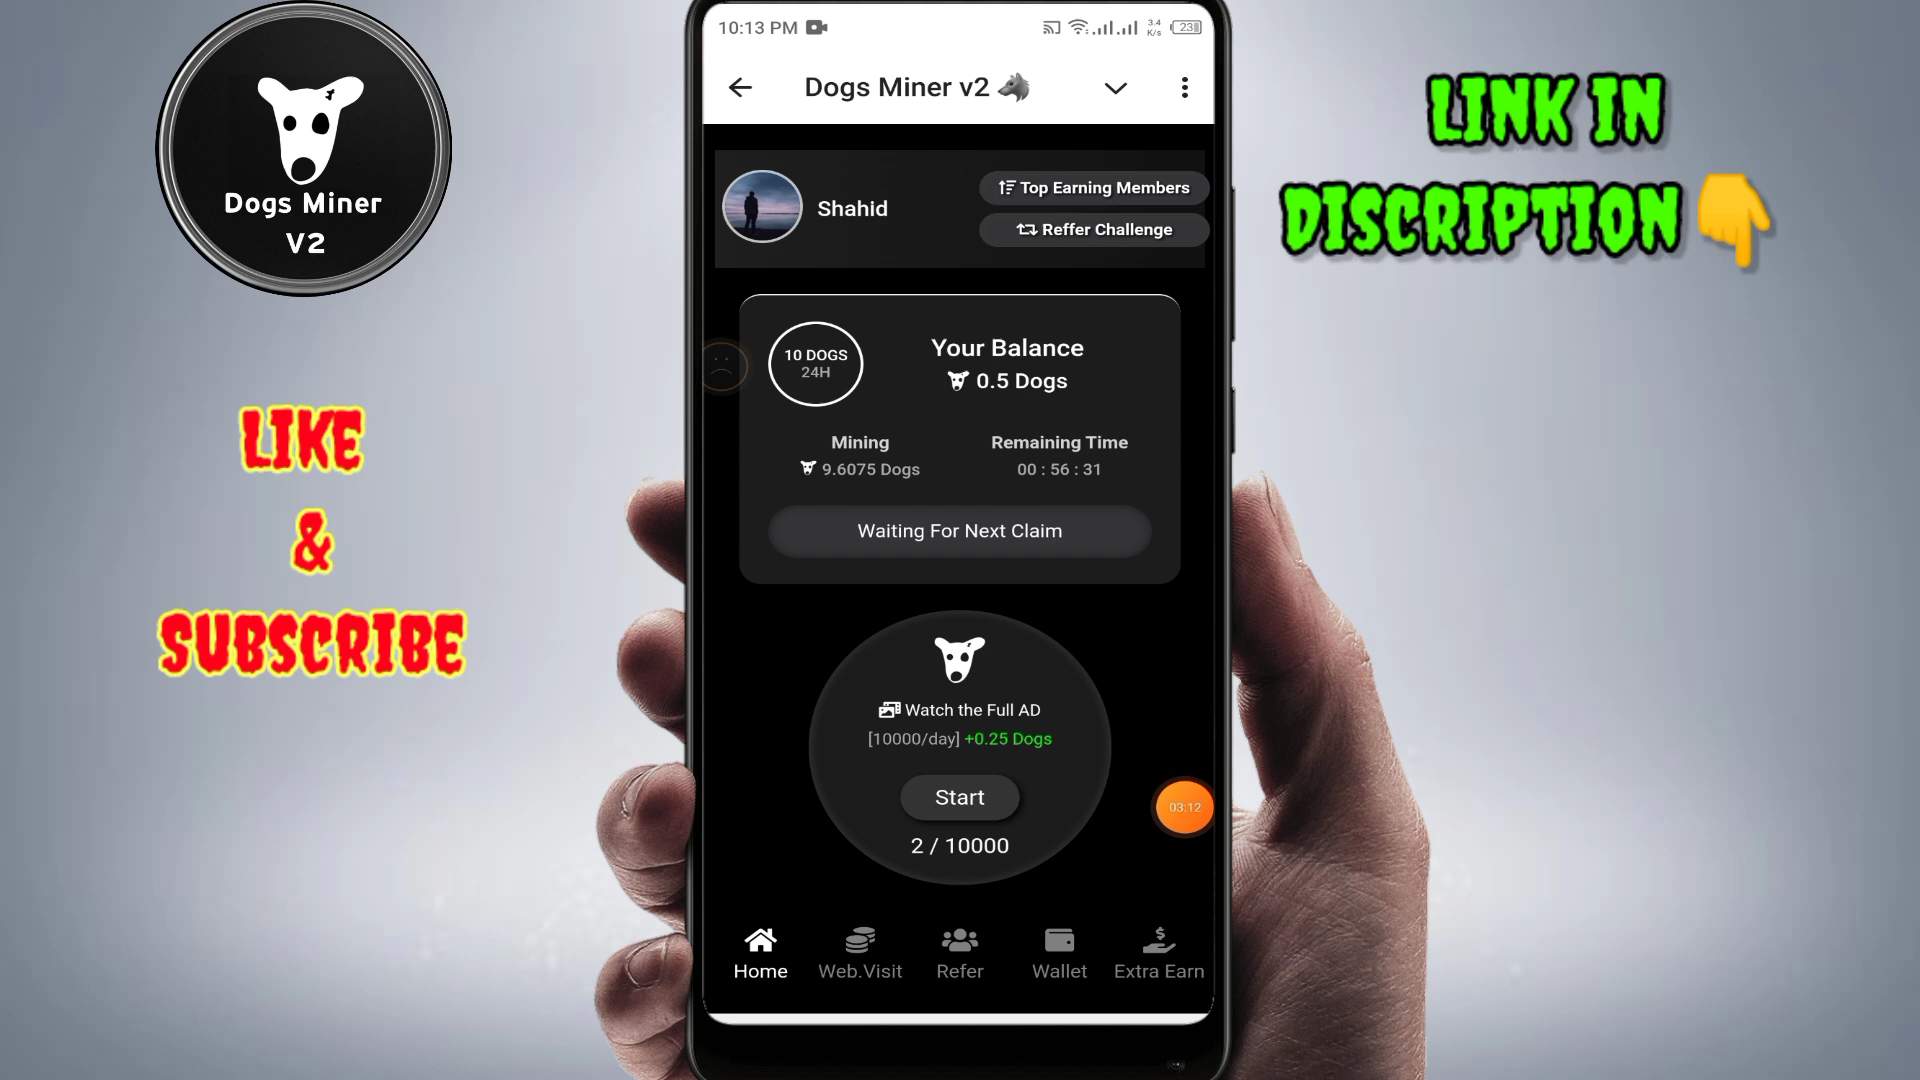 Dogs Miner
V2
LIKE
&
SUBSCRIBE
LINK IN
DISCRIPTION
10:13 PM
3.4
K/s
23
Dogs Miner v2
Shahid
Top Earning Members
Reffer Challenge
10 DOGS
24H
Your Balance
0.5 Dogs
Mining
9.6075 Dogs
Remaining Time
00 : 56 : 31
Waiting For Next Claim
Watch the Full AD
[10000/day] +0.25 Dogs
Start
2 / 10000
03:12
Home
Web.Visit
Refer
Wallet
Extra Earn